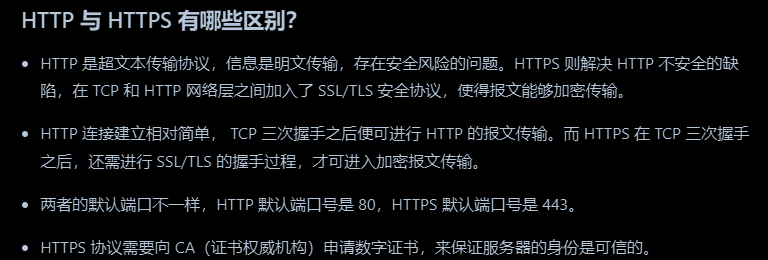 HTTP 与 HTTPS 有哪些区别？
HTTP 是超文本传输协议，信息是明文传输，存在安全风险的问题。HTTPS 则解决 HTTP 不安全的缺
陷，在 TCP 和 HTTP 网络层之间加入了 SSL/TLS 安全协议，使得报文能够加密传输。
HTTP 连接建立相对简单， TCP 三次握手之后便可进行 HTTP 的报文传输。而 HTTPS 在 TCP 三次握手
之后，还需进行 SSL/TLS 的握手过程，才可进入加密报文传输。
两者的默认端口不一样，HTTP 默认端口号是 80，HTTPS 默认端口号是 443。
HTTPS 协议需要向 CA（证书权威机构）申请数字证书，来保证服务器的身份是可信的。